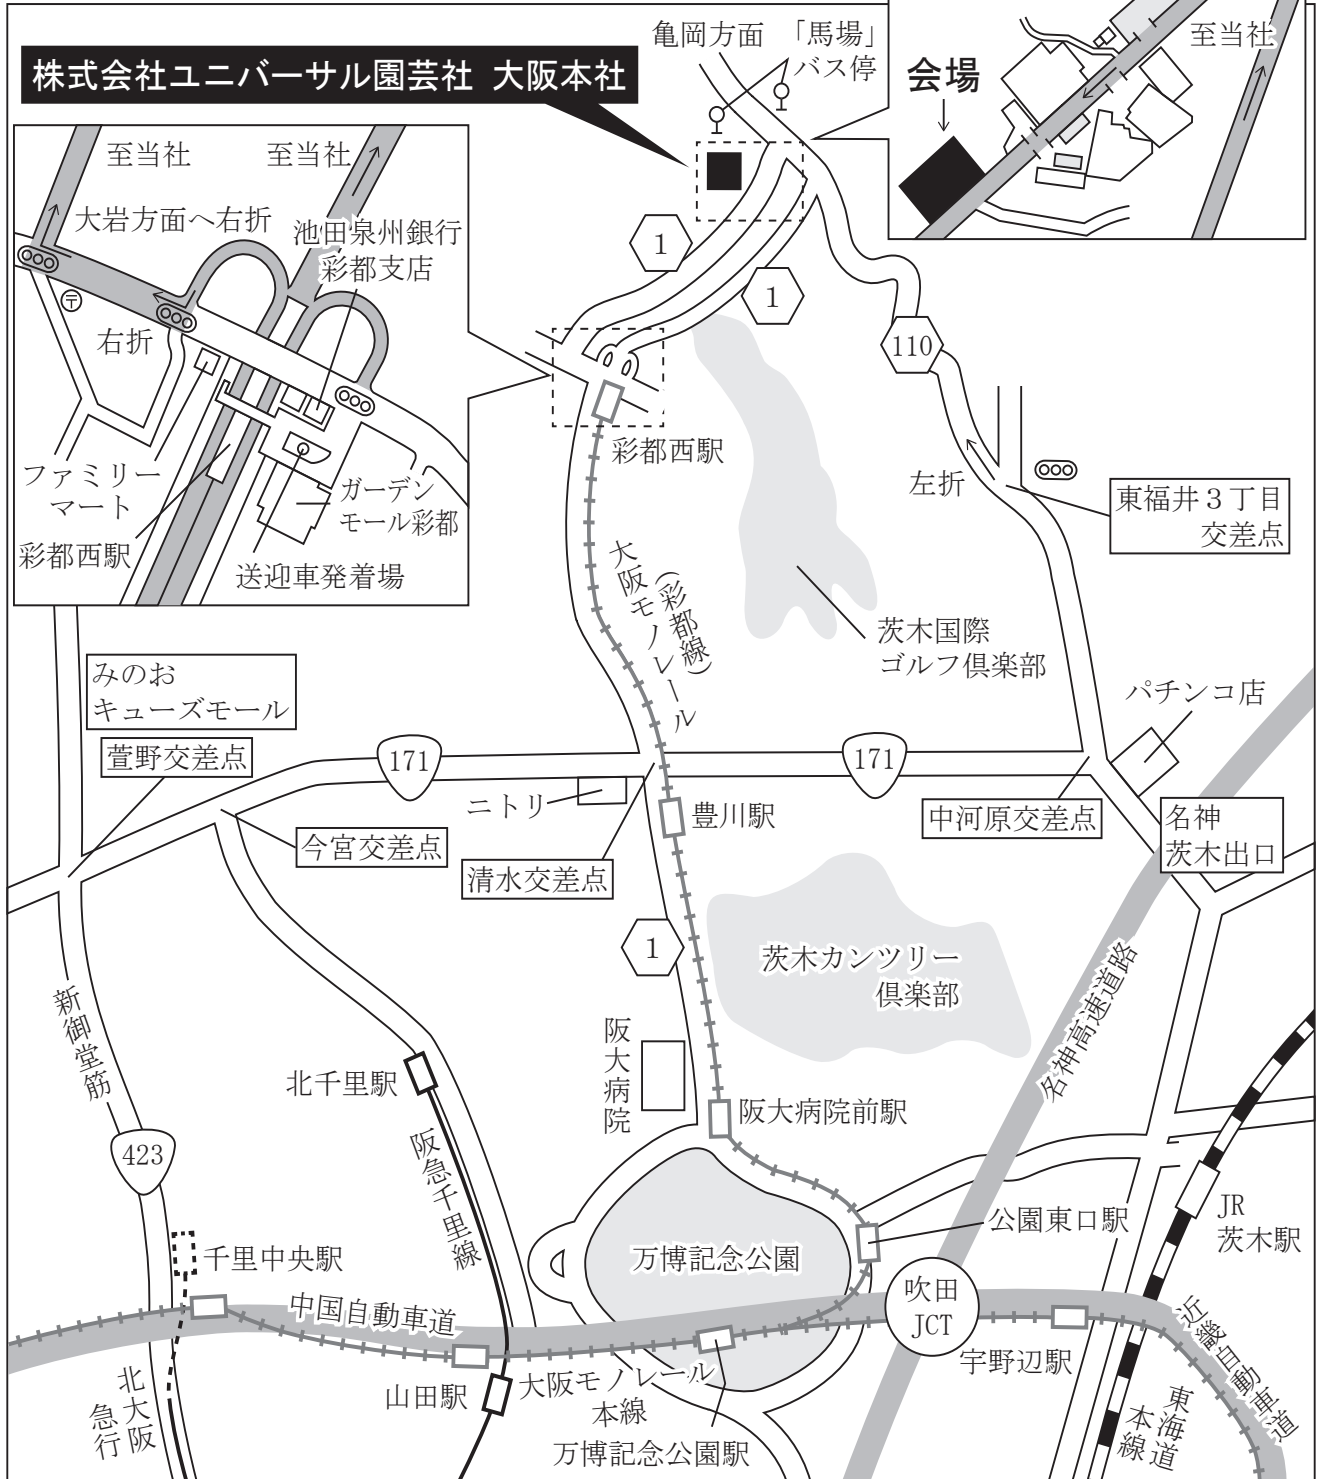 亀岡方面
「馬場」
バス停
至当社
会場
株式会社ユニバーサル園芸社 大阪本社
至当社
至当社
大岩方面へ右折
池田泉州銀行
彩都支店
〒
右折
ファミリー
マート
彩都西駅
ガーデン
モール彩都
送迎車発着場
1
1
110
彩都西駅
左折
東福井3丁目
交差点
大阪モノレール
(彩都線)
茨木国際
ゴルフ倶楽部
みのお
キューズモール
パチンコ店
萱野交差点
171
171
ニトリ
豊川駅
中河原交差点
名神
茨木出口
今宮交差点
清水交差点
1
茨木カンツリー
倶楽部
名神高速道路
新御堂筋
阪大病院
北千里駅
阪大病院前駅
阪急千里線
423
公園東口駅
JR
茨木駅
千里中央駅
万博記念公園
中国自動車道
吹田
JCT
近畿自動車道
宇野辺駅
山田駅
大阪モノレール
本線
北大阪
急行
万博記念公園駅
東海道
本線